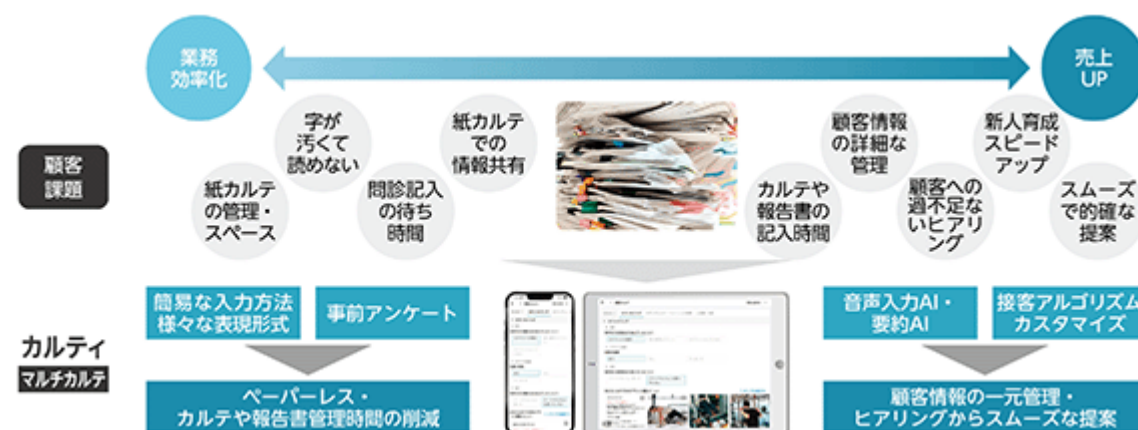 業務
効率化
売上
UP
顧客
課題
紙カルテ
の管理・
スペース
字が
汚くて
読めない
問診記入
の待ち
時間
紙カルテ
での
情報共有
カルテや
報告書の
記入時間
顧客情報
の詳細な
管理
顧客への
過不足な
いヒアリ
ング
新人育成
スピード
アップ
スムーズ
で的確な
提案
カルティ
マルチカルテ
簡易な入力方法
様々な表現形式
事前アンケート
ペーパーレス・
カルテや報告書管理時間の削減
音声入力AI・
要約AI
接客アルゴリズム
カスタマイズ
顧客情報の一元管理・
ヒアリングからスムーズな提案